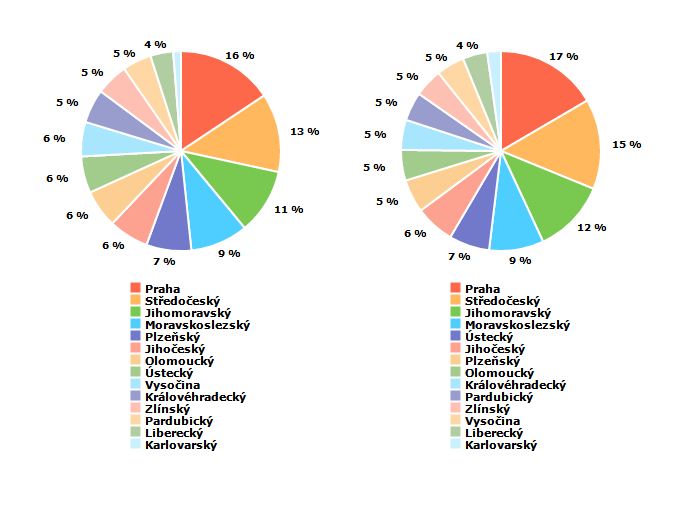 16 %
13 %
11 %
9 %
7 %
6 %
6 %
6 %
6 %
5 %
5 %
5 %
4 %
Praha
Středočeský
Jihomoravský
Moravskoslezský
Plzeňský
Jihočeský
Olomoucký
Ústecký
Vysočina
Královéhradecký
Zlínský
Pardubický
Liberecký
Karlovarský
17 %
15 %
12 %
9 %
7 %
6 %
5 %
5 %
5 %
5 %
5 %
5 %
4 %
Praha
Středočeský
Jihomoravský
Moravskoslezský
Ústecký
Jihočeský
Plzeňský
Olomoucký
Královéhradecký
Pardubický
Zlínský
Vysočina
Liberecký
Karlovarský